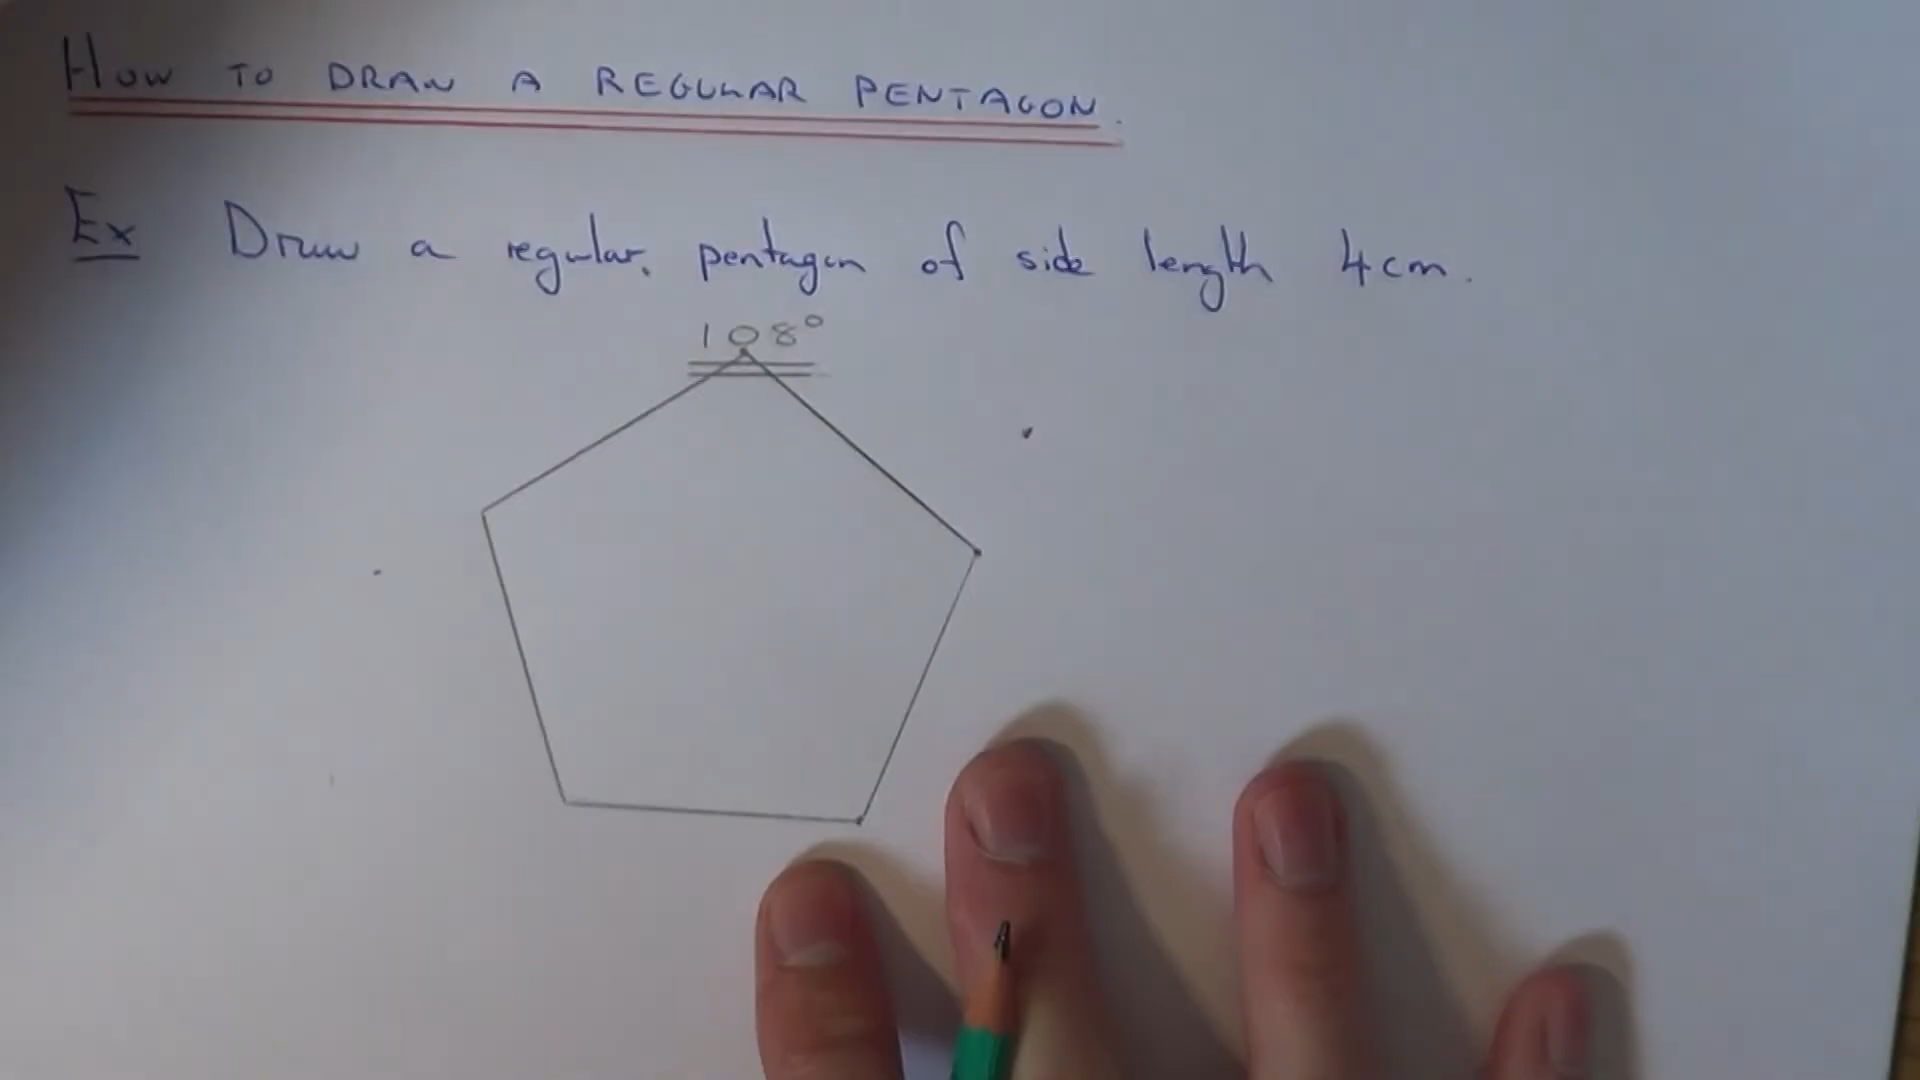 HOW TO DRAW A REGULAR PENTAGON.
Ex Draw a regular. pentagon of side length 4cm.
108°